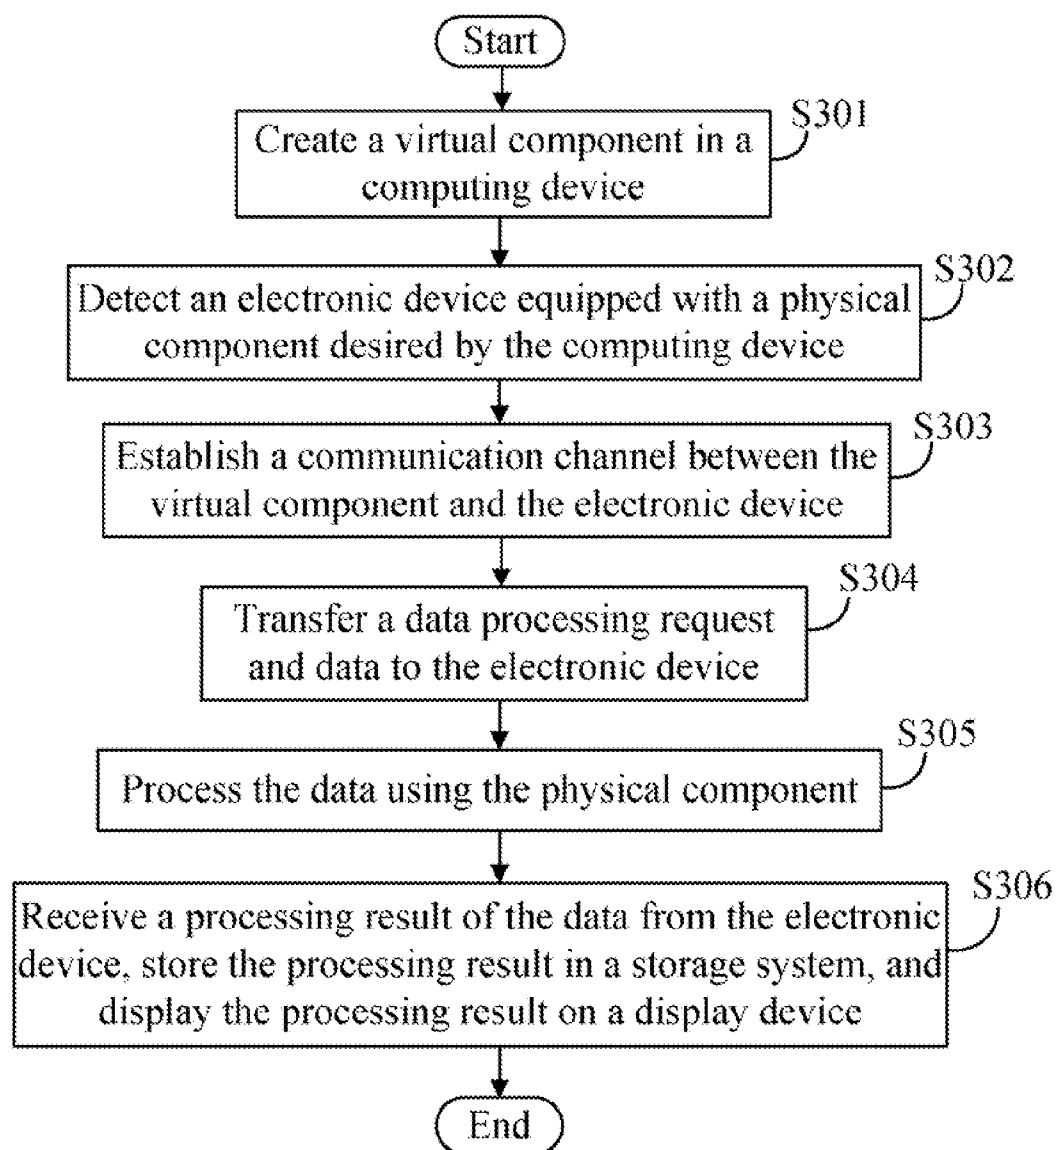 Start
S301
Create a virtual component in a
computing device
S302
Detect an electronic device equipped with a physical
component desired by the computing device
S303
Establish a communication channel between the
virtual component and the electronic device
S304
Transfer a data processing request
and data to the electronic device
S305
Process the data using the physical component
S306
Receive a processing result of the data from the electronic
device, store the processing result in a storage system, and
display the processing result on a display device
End